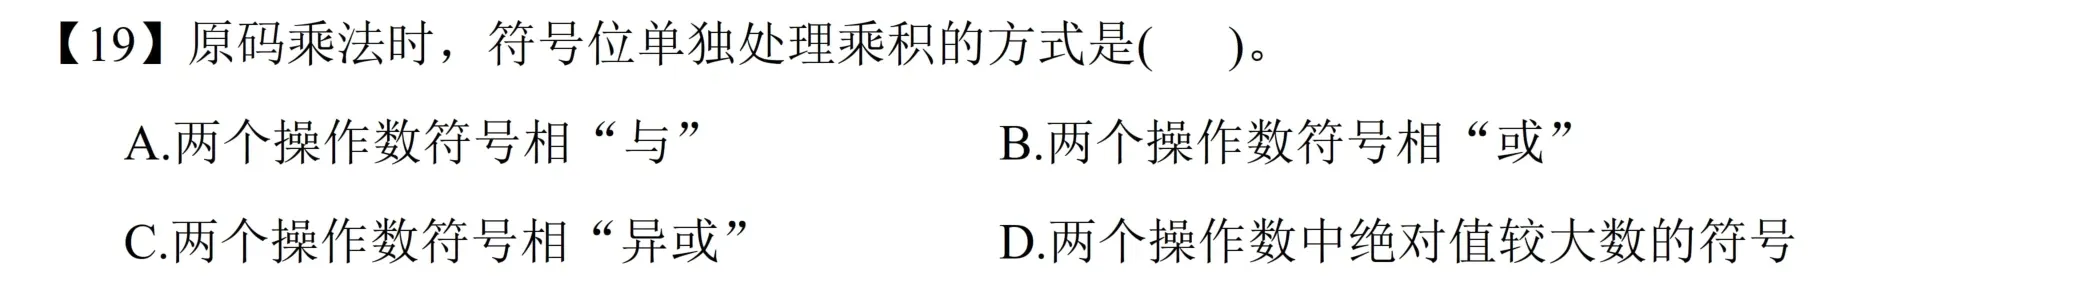 【19】原码乘法时，符号位单独处理乘积的方式是(    )。
A.两个操作数符号相“与”    B.两个操作数符号相“或”
C.两个操作数符号相“异或”    D.两个操作数中绝对值较大数的符号